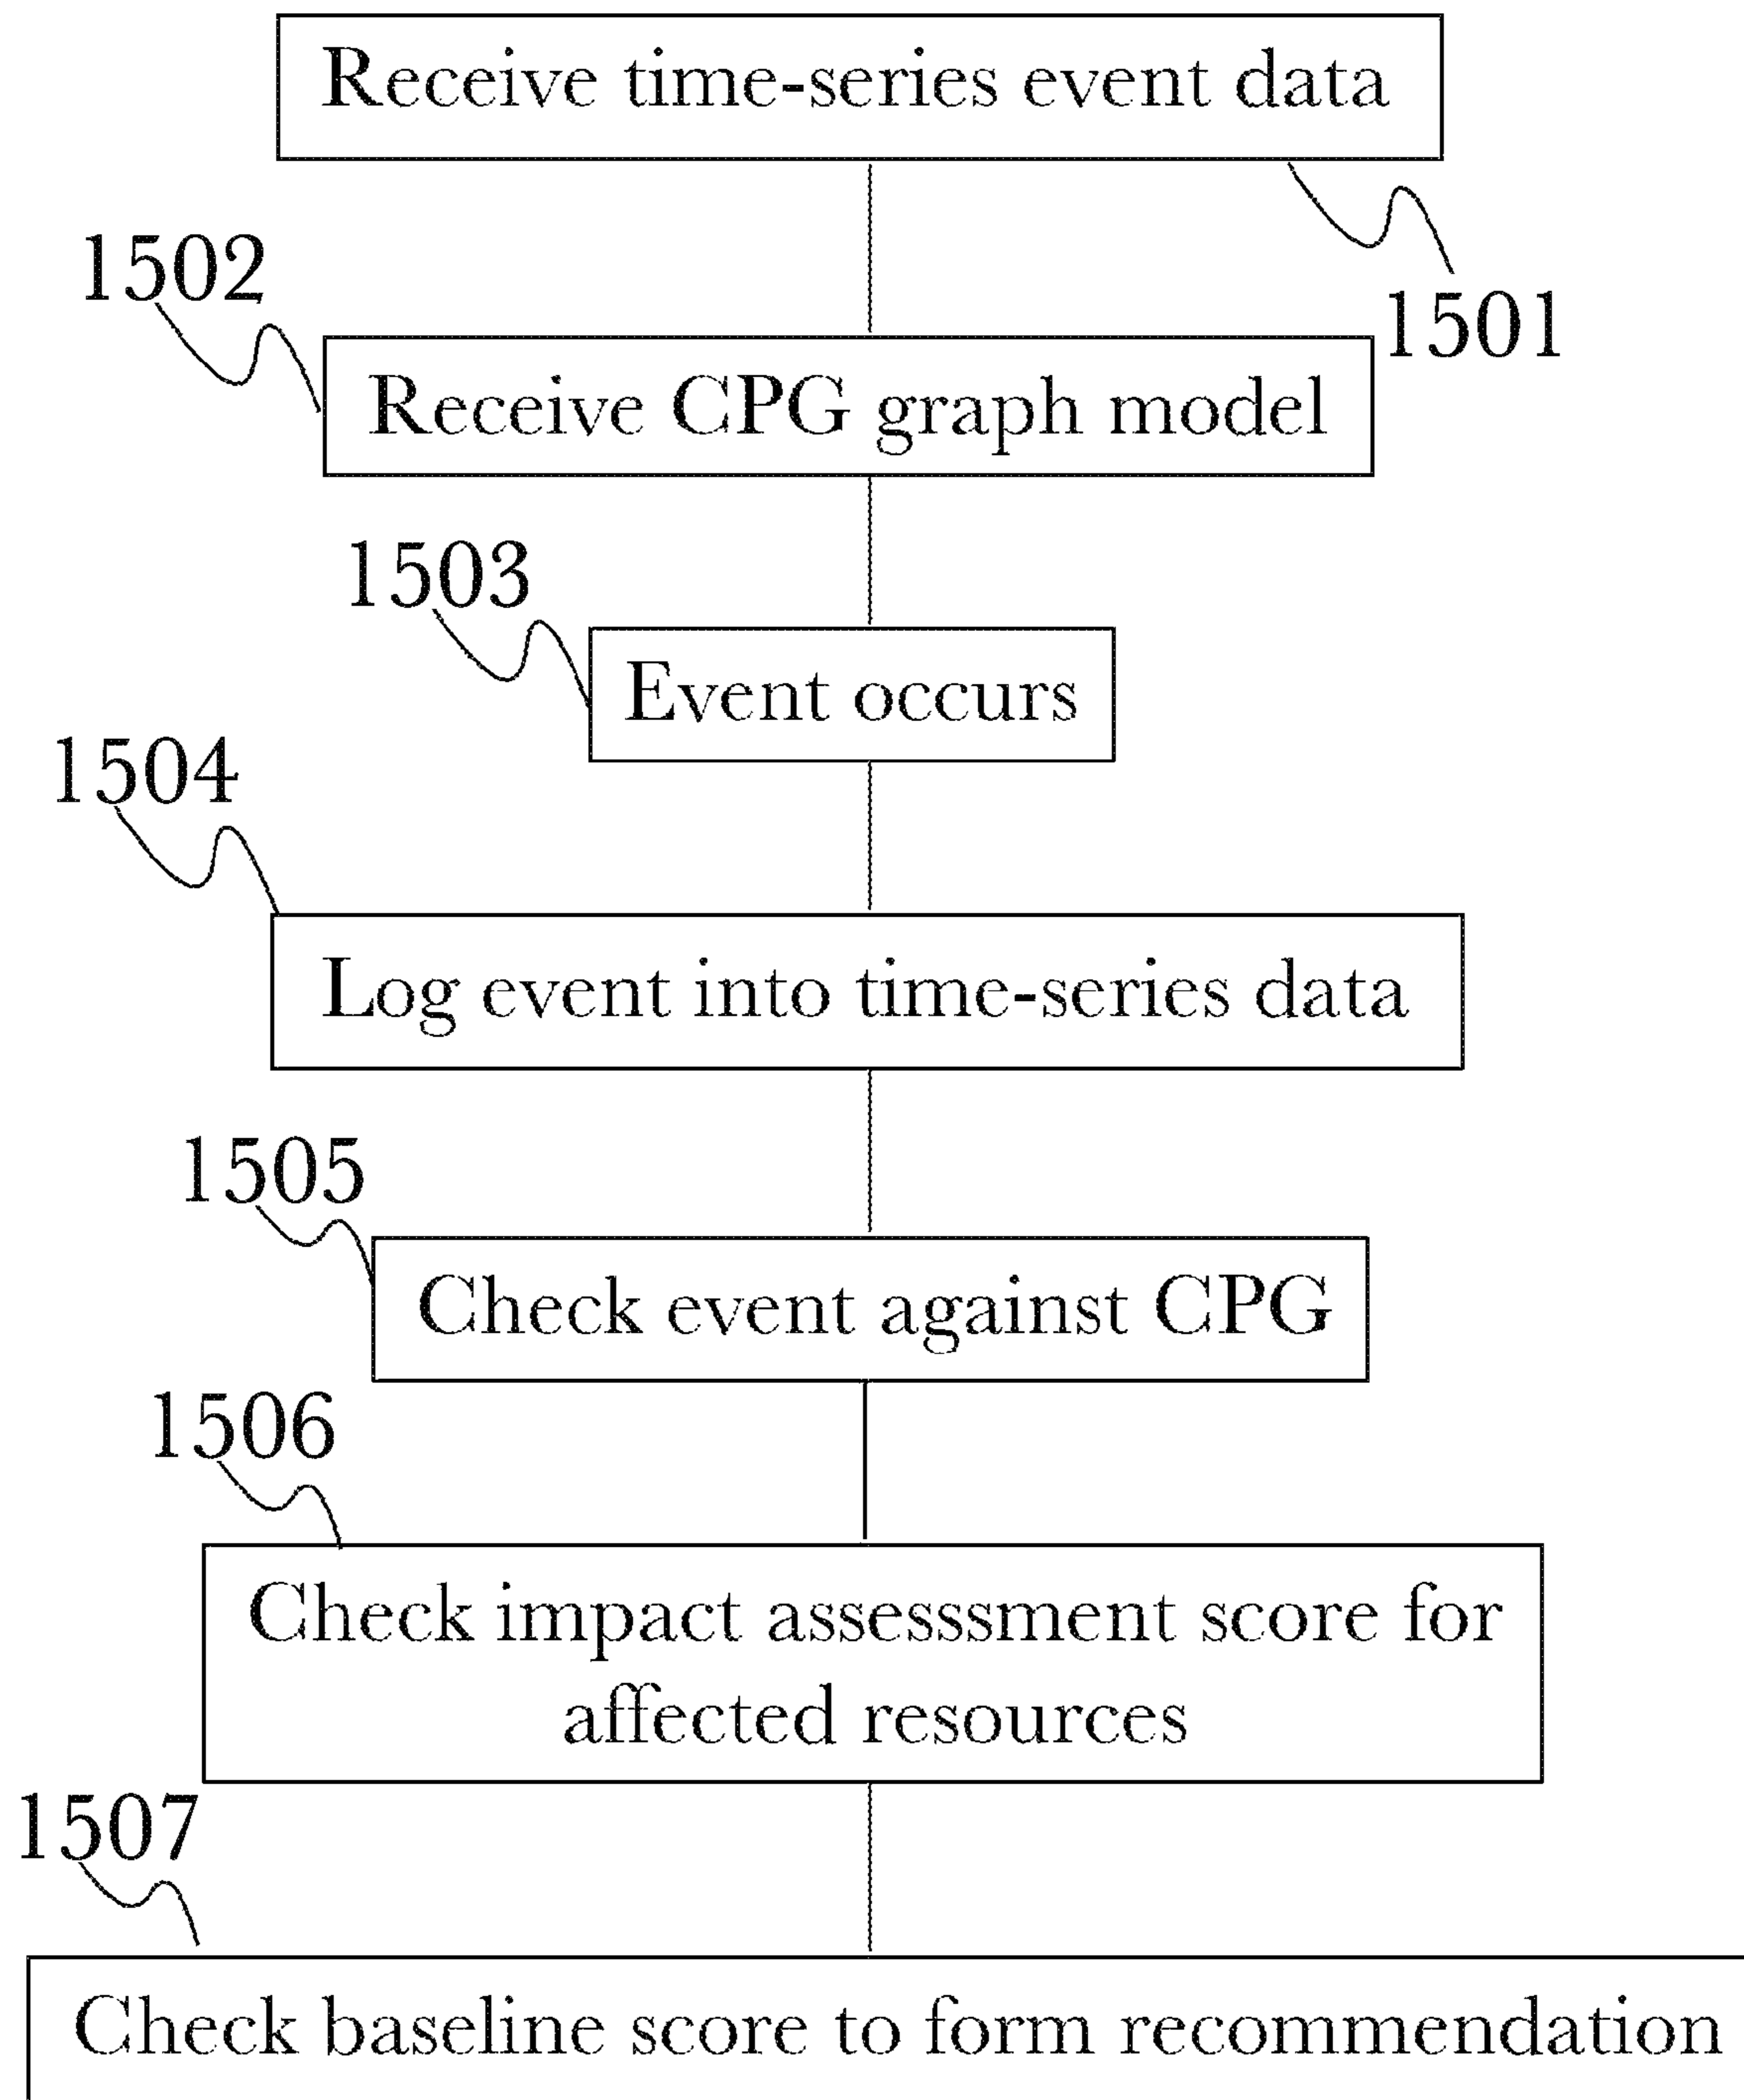 Receive time-series event data
1501
1502
Receive CPG graph model
1503
Event occurs
1504
Log event into time-series data
1505
Check event against CPG
1506
Check impact assesssment score for
affected resources
1507
Check baseline score to form recommendation